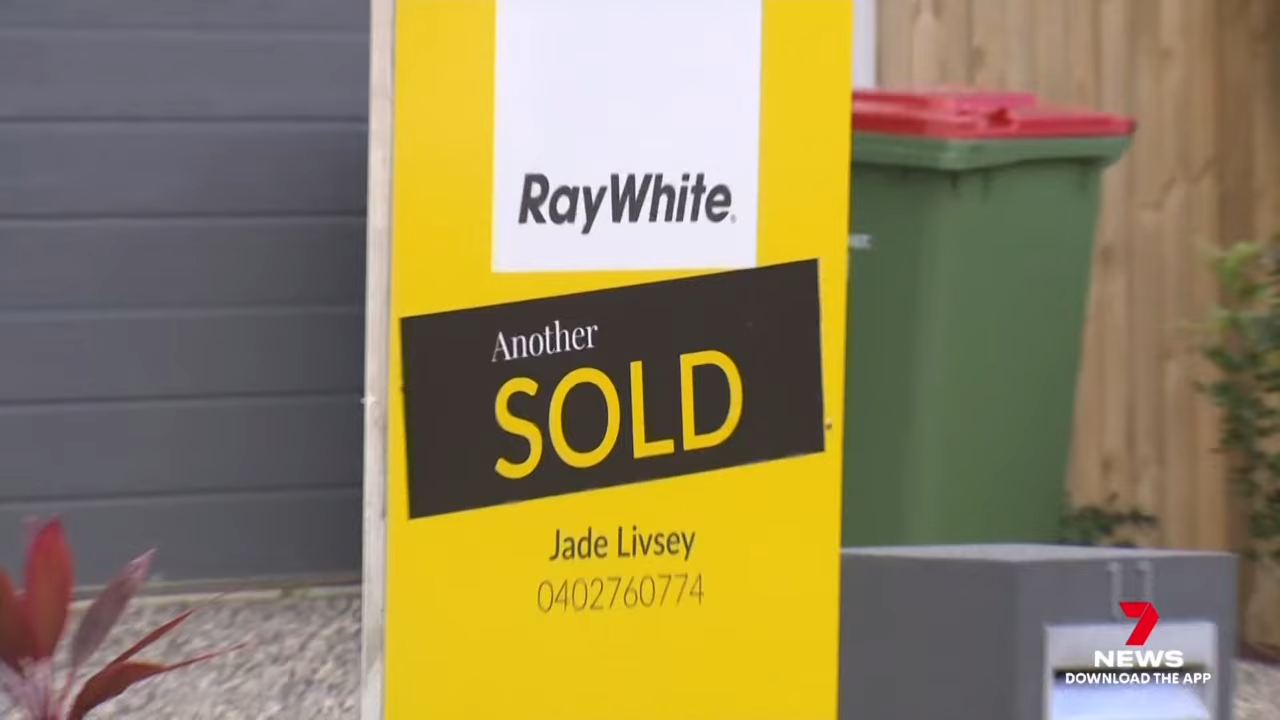 RayWhite.
Another
SOLD
Jade Livsey
0402760774
7
NEWS
DOWNLOAD THE APP